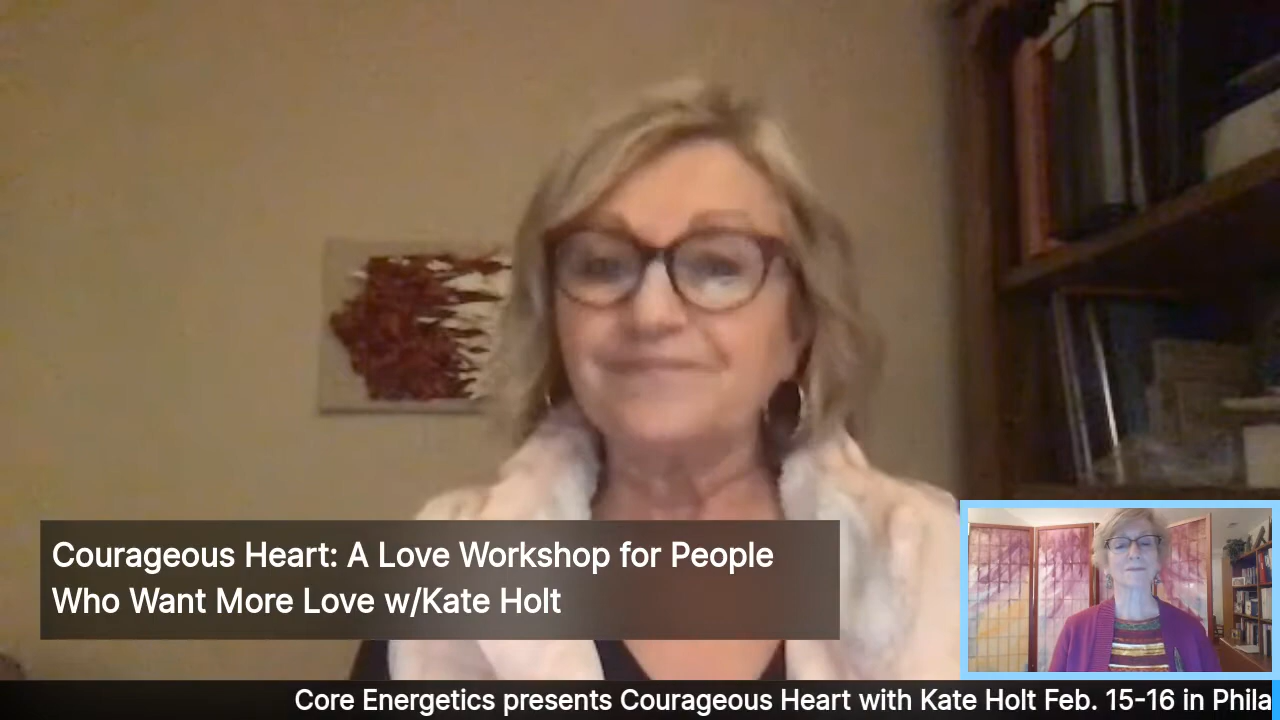 Courageous Heart: A Love Workshop for People
Who Want More Love w/Kate Holt
Core Energetics presents Courageous Heart with Kate Holt Feb. 15-16 in Phila